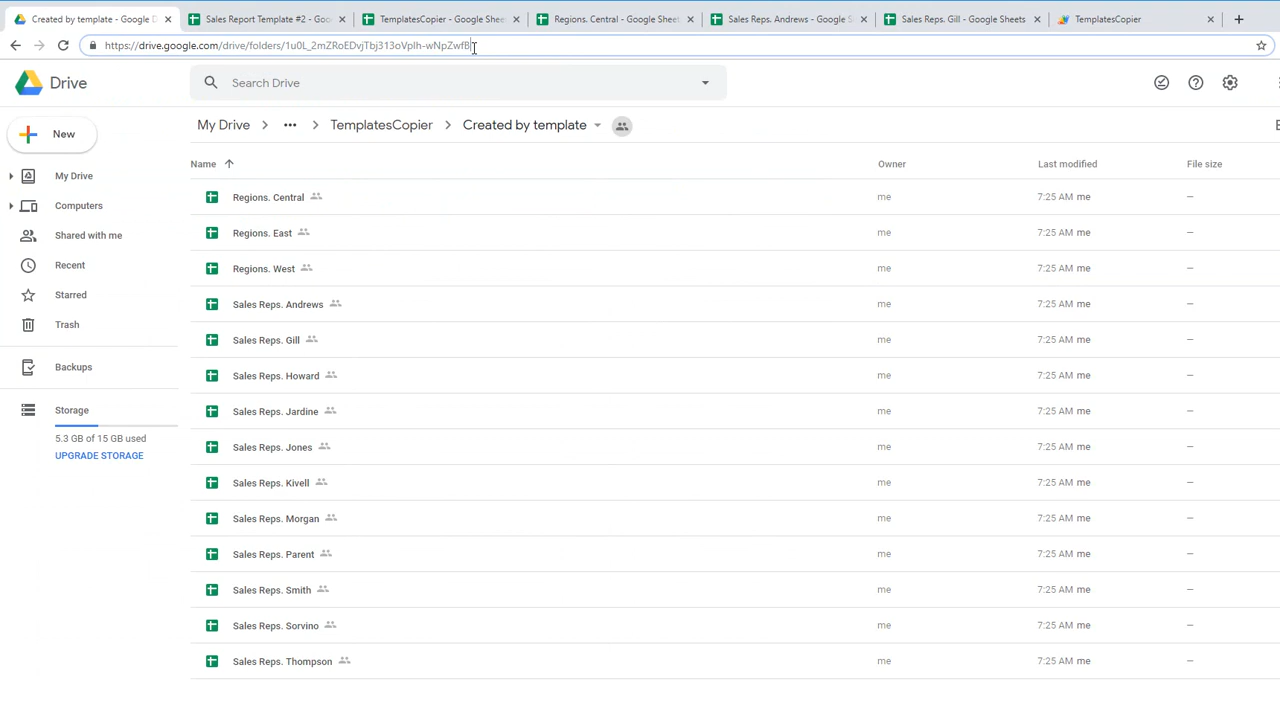 Created by template - Google D
Sales Report Template #2 - Goo
TemplatesCopier - Google Shee
Regions. Central - Google Sheet
Sales Reps. Andrews - Google S
Sales Reps. Gill - Google Sheets
TemplatesCopier
https://drive.google.com/drive/folders/1u0L_2mZRoEDvjTbj313oVpIh-wNpZwfB
Drive
Search Drive
New
My Drive
Computers
Shared with me
Recent
Starred
Trash
Backups
Storage
5.3 GB of 15 GB used
UPGRADE STORAGE
My Drive > ... > TemplatesCopier > Created by template
Name Owner Last modified File size
Regions. Central me 7:25 AM me –
Regions. East me 7:25 AM me –
Regions. West me 7:25 AM me –
Sales Reps. Andrews me 7:25 AM me –
Sales Reps. Gill me 7:25 AM me –
Sales Reps. Howard me 7:25 AM me –
Sales Reps. Jardine me 7:25 AM me –
Sales Reps. Jones me 7:25 AM me –
Sales Reps. Kivell me 7:25 AM me –
Sales Reps. Morgan me 7:25 AM me –
Sales Reps. Parent me 7:25 AM me –
Sales Reps. Smith me 7:25 AM me –
Sales Reps. Sorvino me 7:25 AM me –
Sales Reps. Thompson me 7:25 AM me –